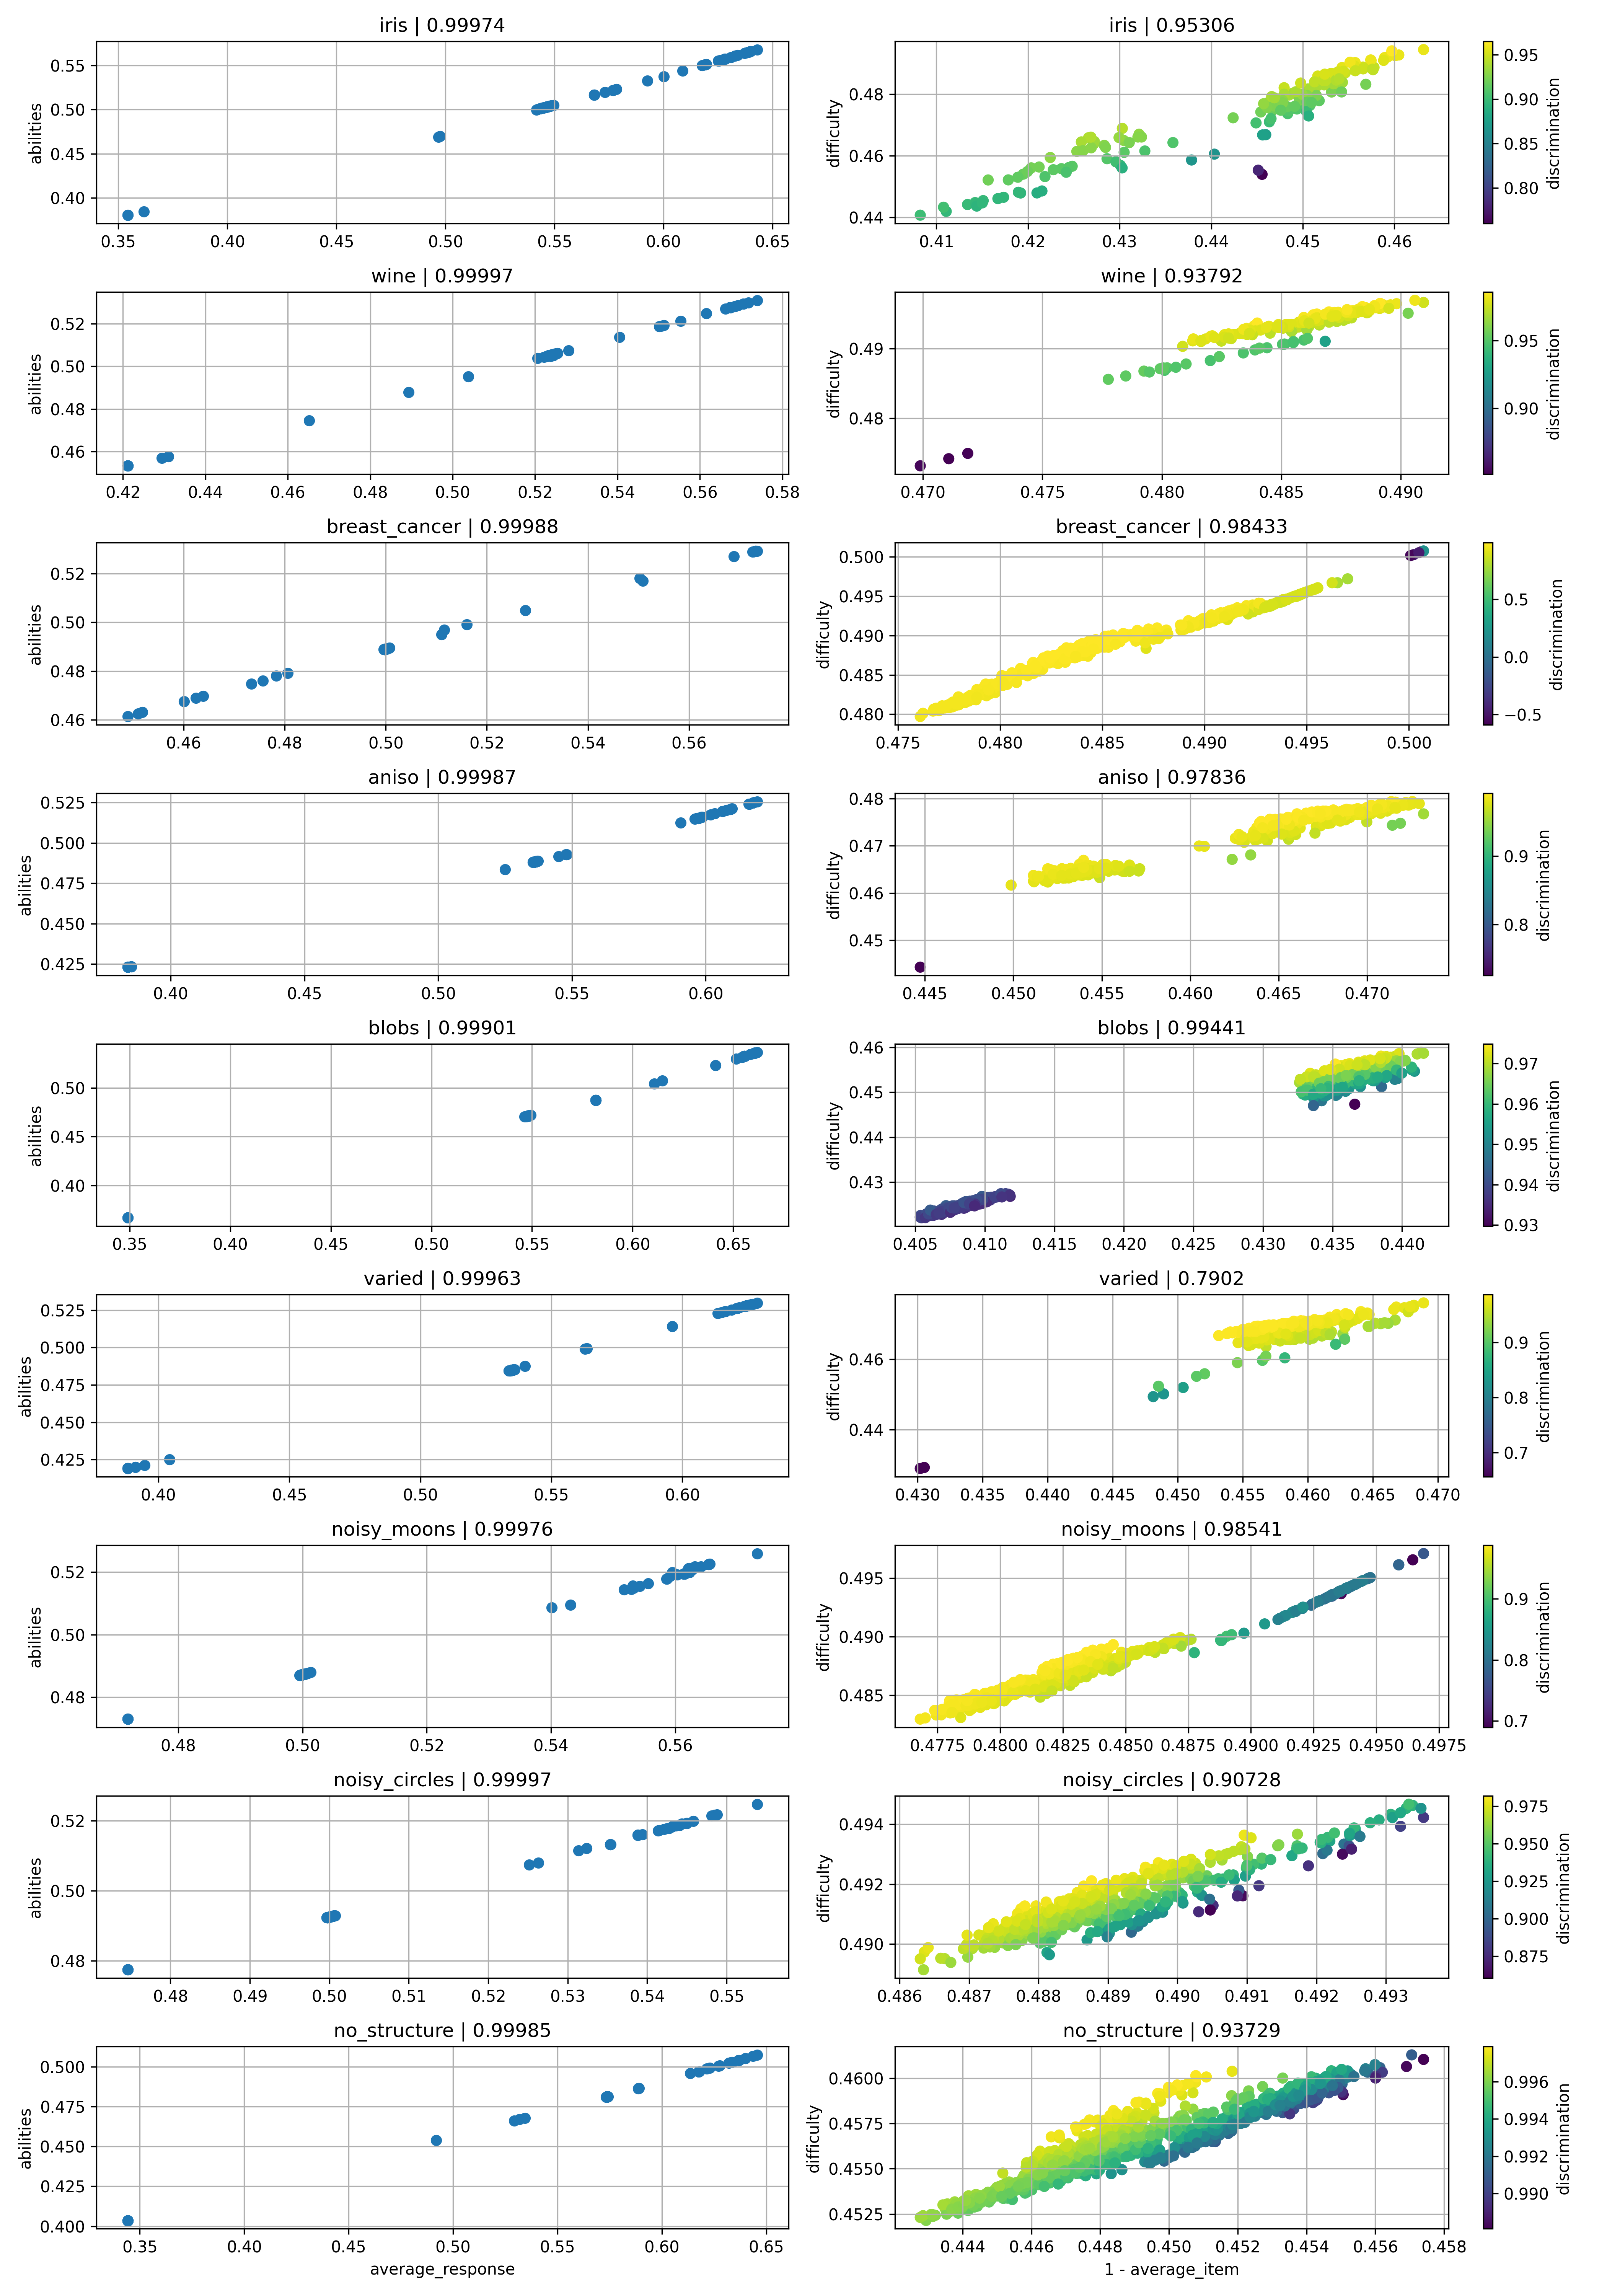 iris | 0.99974
abilities
0.55
0.50
0.45
0.40
0.35 0.40 0.45 0.50 0.55 0.60 0.65
iris | 0.95306
difficulty
0.48
0.46
0.44
0.41 0.42 0.43 0.44 0.45 0.46
0.95
0.90
0.85
0.80
discrimination
wine | 0.99997
abilities
0.52
0.50
0.48
0.46
0.42 0.44 0.46 0.48 0.50 0.52 0.54 0.56 0.58
wine | 0.93792
difficulty
0.49
0.48
0.470 0.475 0.480 0.485 0.490
0.95
0.90
discrimination
breast_cancer | 0.99988
abilities
0.52
0.50
0.48
0.46
0.46 0.48 0.50 0.52 0.54 0.56
breast_cancer | 0.98433
difficulty
0.500
0.495
0.490
0.485
0.480
0.475 0.480 0.485 0.490 0.495 0.500
0.5
0.0
−0.5
discrimination
aniso | 0.99987
abilities
0.525
0.500
0.475
0.450
0.425
0.40 0.45 0.50 0.55 0.60
aniso | 0.97836
difficulty
0.48
0.47
0.46
0.45
0.445 0.450 0.455 0.460 0.465 0.470
0.9
0.8
discrimination
blobs | 0.99901
abilities
0.50
0.45
0.40
0.35 0.40 0.45 0.50 0.55 0.60 0.65
blobs | 0.99441
difficulty
0.46
0.45
0.44
0.43
0.405 0.410 0.415 0.420 0.425 0.430 0.435 0.440
0.97
0.96
0.95
0.94
0.93
discrimination
varied | 0.99963
abilities
0.525
0.500
0.475
0.450
0.425
0.40 0.45 0.50 0.55 0.60
varied | 0.7902
difficulty
0.46
0.44
0.430 0.435 0.440 0.445 0.450 0.455 0.460 0.465 0.470
0.9
0.8
0.7
discrimination
noisy_moons | 0.99976
abilities
0.52
0.50
0.48
0.48 0.50 0.52 0.54 0.56
noisy_moons | 0.98541
difficulty
0.495
0.490
0.485
0.4775 0.4800 0.4825 0.4850 0.4875 0.4900 0.4925 0.4950 0.4975
0.9
0.8
0.7
discrimination
noisy_circles | 0.99997
abilities
0.52
0.50
0.48
0.48 0.49 0.50 0.51 0.52 0.53 0.54 0.55
noisy_circles | 0.90728
difficulty
0.494
0.492
0.490
0.486 0.487 0.488 0.489 0.490 0.491 0.492 0.493
0.975
0.950
0.925
0.900
0.875
discrimination
no_structure | 0.99985
abilities
0.500
0.475
0.450
0.425
0.400
0.35 0.40 0.45 0.50 0.55 0.60 0.65
average_response
no_structure | 0.93729
difficulty
0.4600
0.4575
0.4550
0.4525
0.444 0.446 0.448 0.450 0.452 0.454 0.456 0.458
1 - average_item
0.996
0.994
0.992
0.990
discrimination